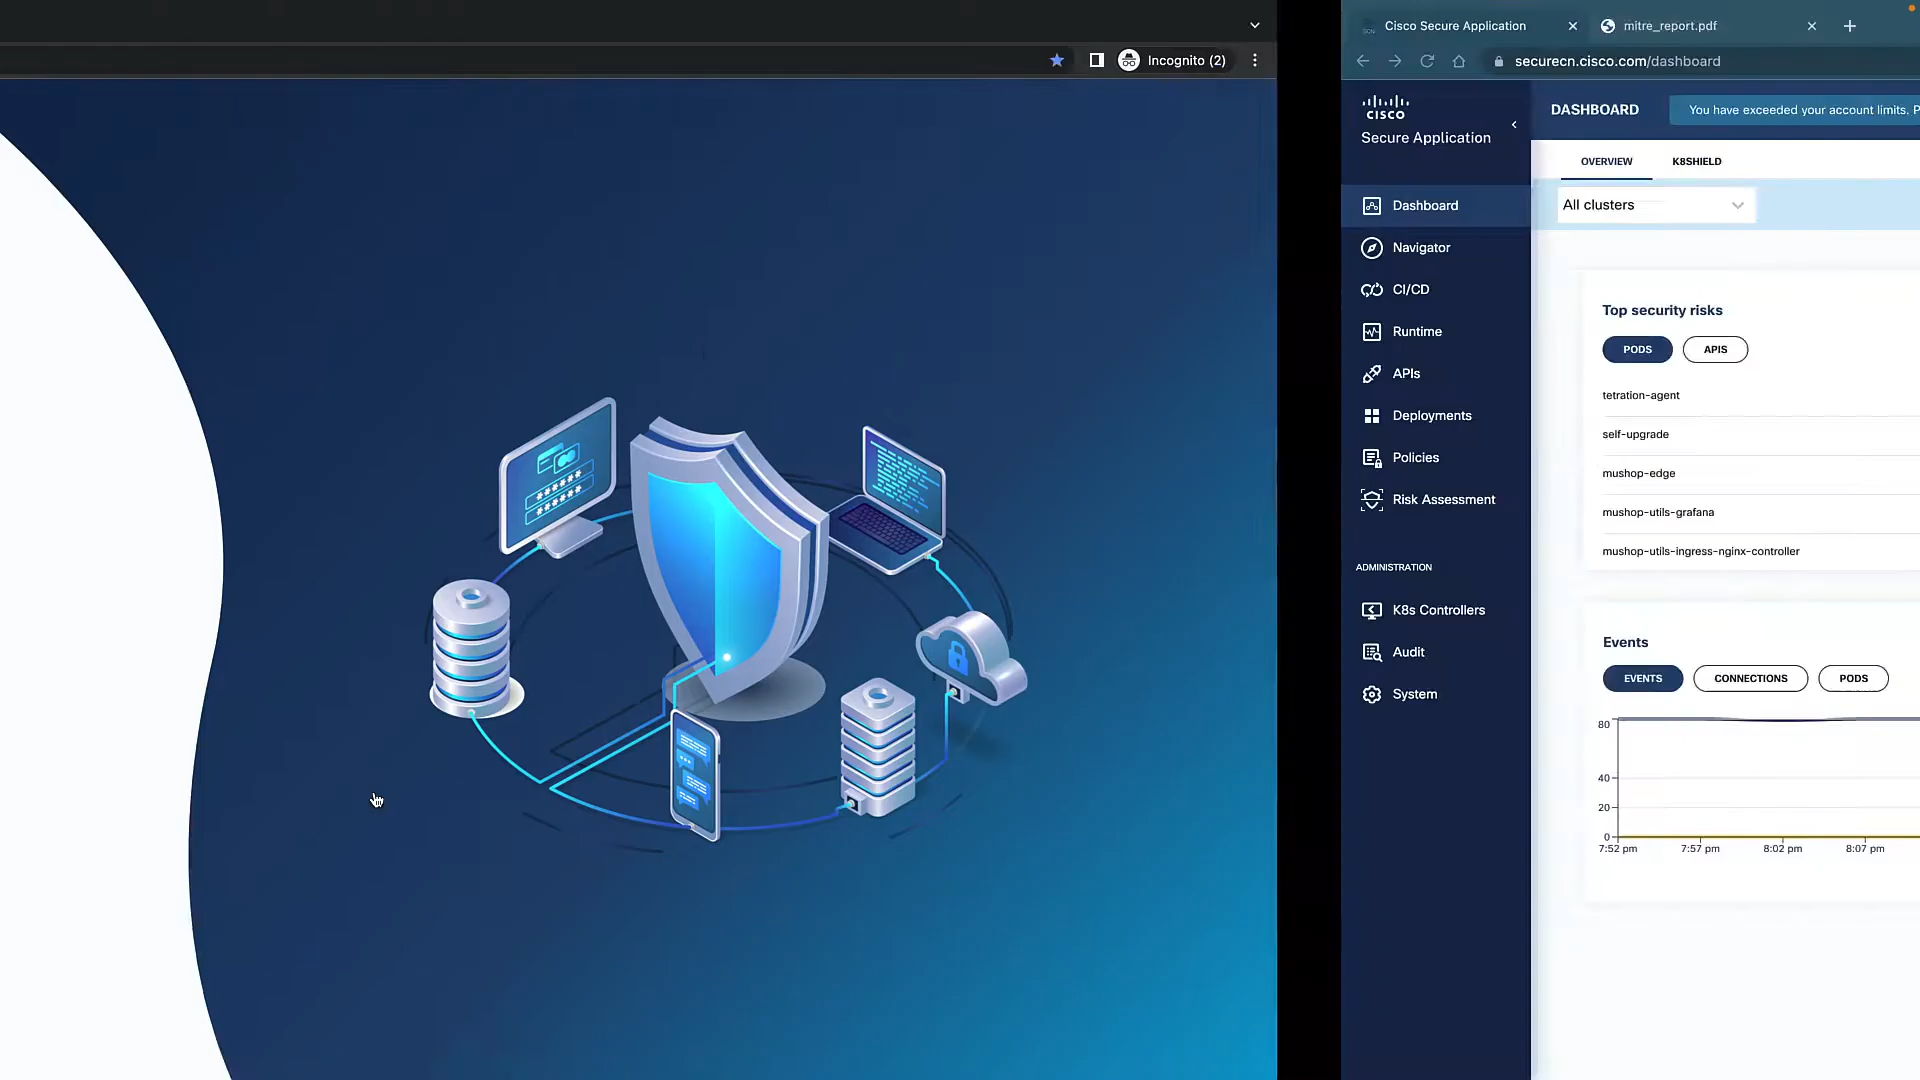 Incognito (2)
Cisco Secure Application
mitre_report.pdf
securecn.cisco.com/dashboard
CISCO
Secure Application
Dashboard
Navigator
CI/CD
Runtime
APIs
Deployments
Policies
Risk Assessment
ADMINISTRATION
K8s Controllers
Audit
System
DASHBOARD
You have exceeded your account limits. P
OVERVIEW
K8SHIELD
All clusters
Top security risks
PODS
APIS
tetration-agent
self-upgrade
mushop-edge
mushop-utils-grafana
mushop-utils-ingress-nginx-controller
Events
EVENTS
CONNECTIONS
PODS
80
40
20
0
7:52 pm
7:57 pm
8:02 pm
8:07 pm